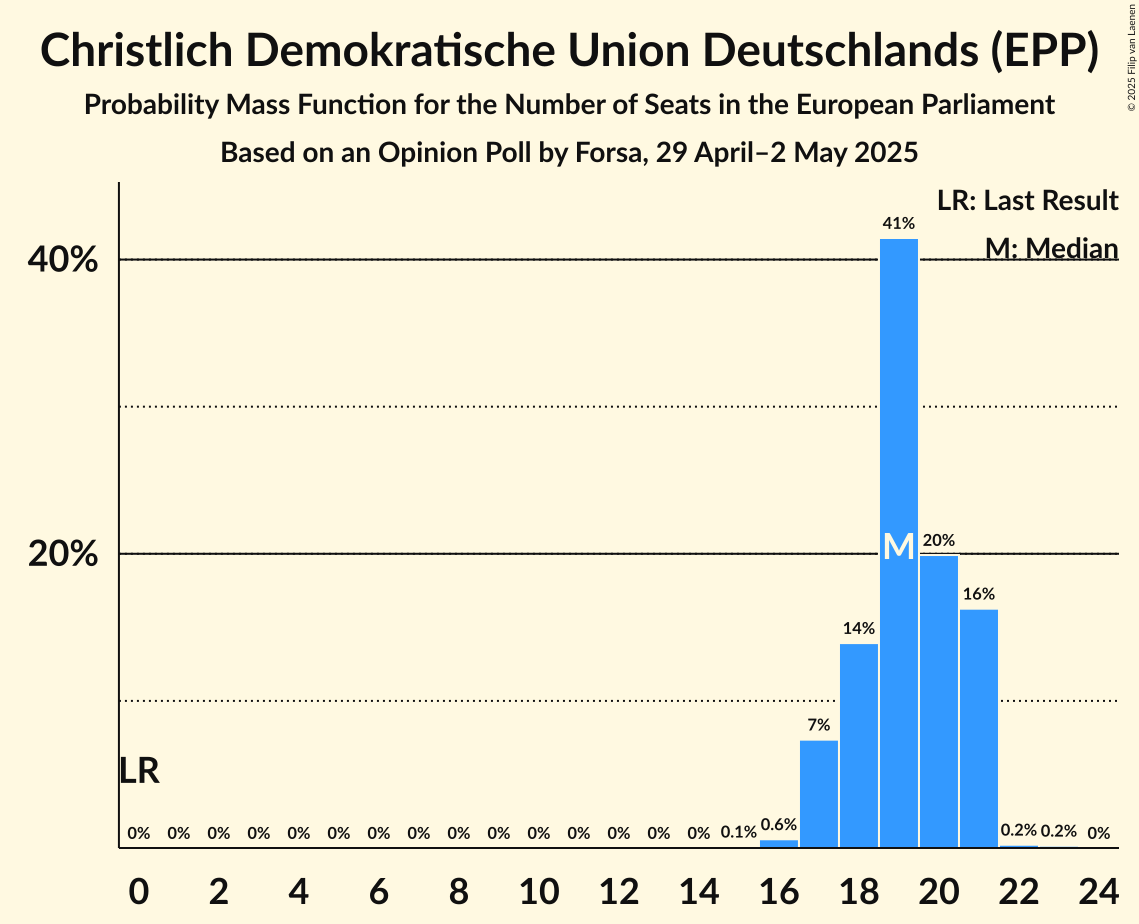 Christlich Demokratische Union Deutschlands (EPP)
Probability Mass Function for the Number of Seats in the European Parliament
Based on an Opinion Poll by Forsa, 29 April–2 May 2025
© 2025 Filip van Laenen
LR: Last Result
M: Median
41%
40%
M
20%
20%
16%
14%
7%
LR
0% 0% 0% 0% 0% 0% 0% 0% 0% 0% 0% 0% 0% 0% 0% 0.1% 0.6% 0.2% 0.2% 0%
0 2 4 6 8 10 12 14 16 18 20 22 24